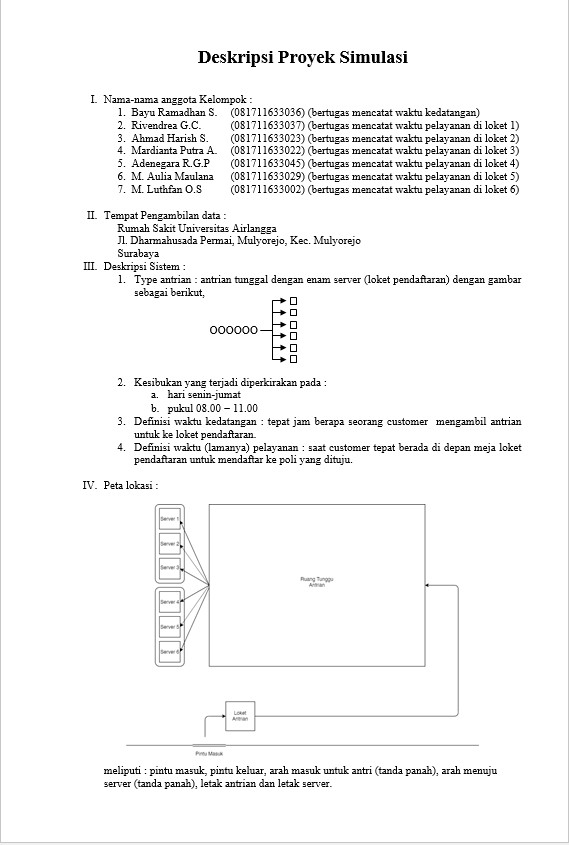 Deskripsi Proyek Simulasi
I. Nama-nama anggota Kelompok :
1. Bayu Ramadhan S. (081711633036) (bertugas mencatat waktu kedatangan)
2. Rivendrea G.C. (081711633037) (bertugas mencatat waktu pelayanan di loket 1)
3. Ahmad Harish S. (081711633023) (bertugas mencatat waktu pelayanan di loket 2)
4. Mardianta Putra A. (081711633022) (bertugas mencatat waktu pelayanan di loket 3)
5. Adenegara R.G.P (081711633045) (bertugas mencatat waktu pelayanan di loket 4)
6. M. Aulia Maulana (081711633029) (bertugas mencatat waktu pelayanan di loket 5)
7. M. Luthfan O.S (081711633002) (bertugas mencatat waktu pelayanan di loket 6)
II. Tempat Pengambilan data :
Rumah Sakit Universitas Airlangga
Jl. Dharmahusada Permai, Mulyorejo, Kec. Mulyorejo
Surabaya
III. Deskripsi Sistem :
1. Type antrian : antrian tunggal dengan enam server (loket pendaftaran) dengan gambar
sebagai berikut,
OOOOOO
2. Kesibukan yang terjadi diperkirakan pada :
a. hari senin-jumat
b. pukul 08.00 – 11.00
3. Definisi waktu kedatangan : tepat jam berapa seorang customer mengambil antrian
untuk ke loket pendaftaran.
4. Definisi waktu (lamanya) pelayanan : saat customer tepat berada di depan meja loket
pendaftaran untuk mendaftar ke poli yang dituju.
IV. Peta lokasi :
Server 1
Server 2
Server 3
Server 4
Server 5
Server 6
Ruang Tunggu
Antrian
Loket
Antrian
Pintu Masuk
meliputi : pintu masuk, pintu keluar, arah masuk untuk antri (tanda panah), arah menuju
server (tanda panah), letak antrian dan letak server.